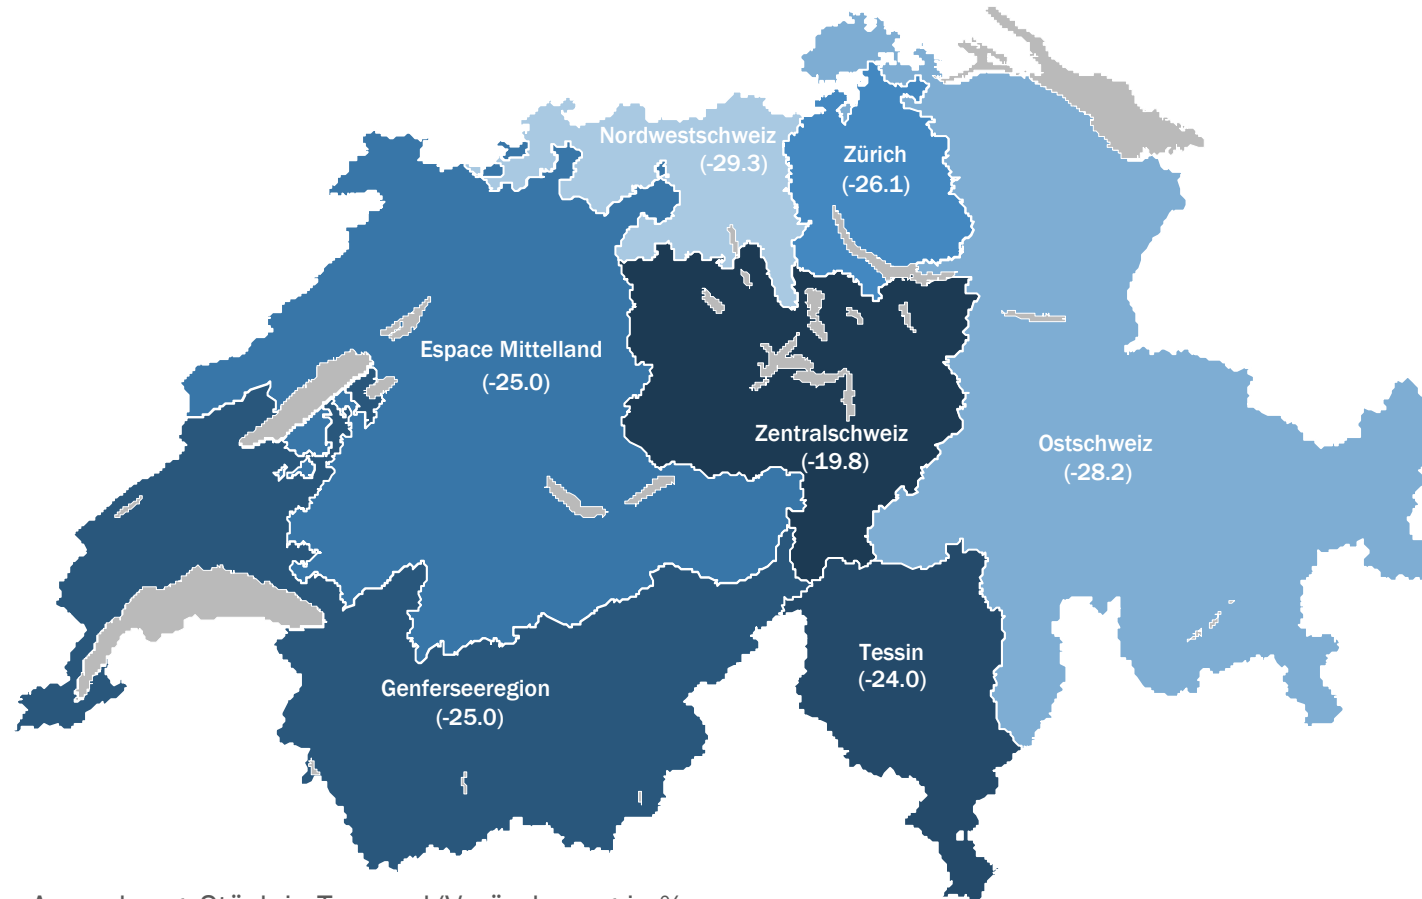 Nordwestschweiz
(-29.3)
Zürich
(-26.1)
Espace Mittelland
(-25.0)
Zentralschweiz
(-19.8)
Ostschweiz
(-28.2)
Tessin
(-24.0)
Genferseeregion
(-25.0)